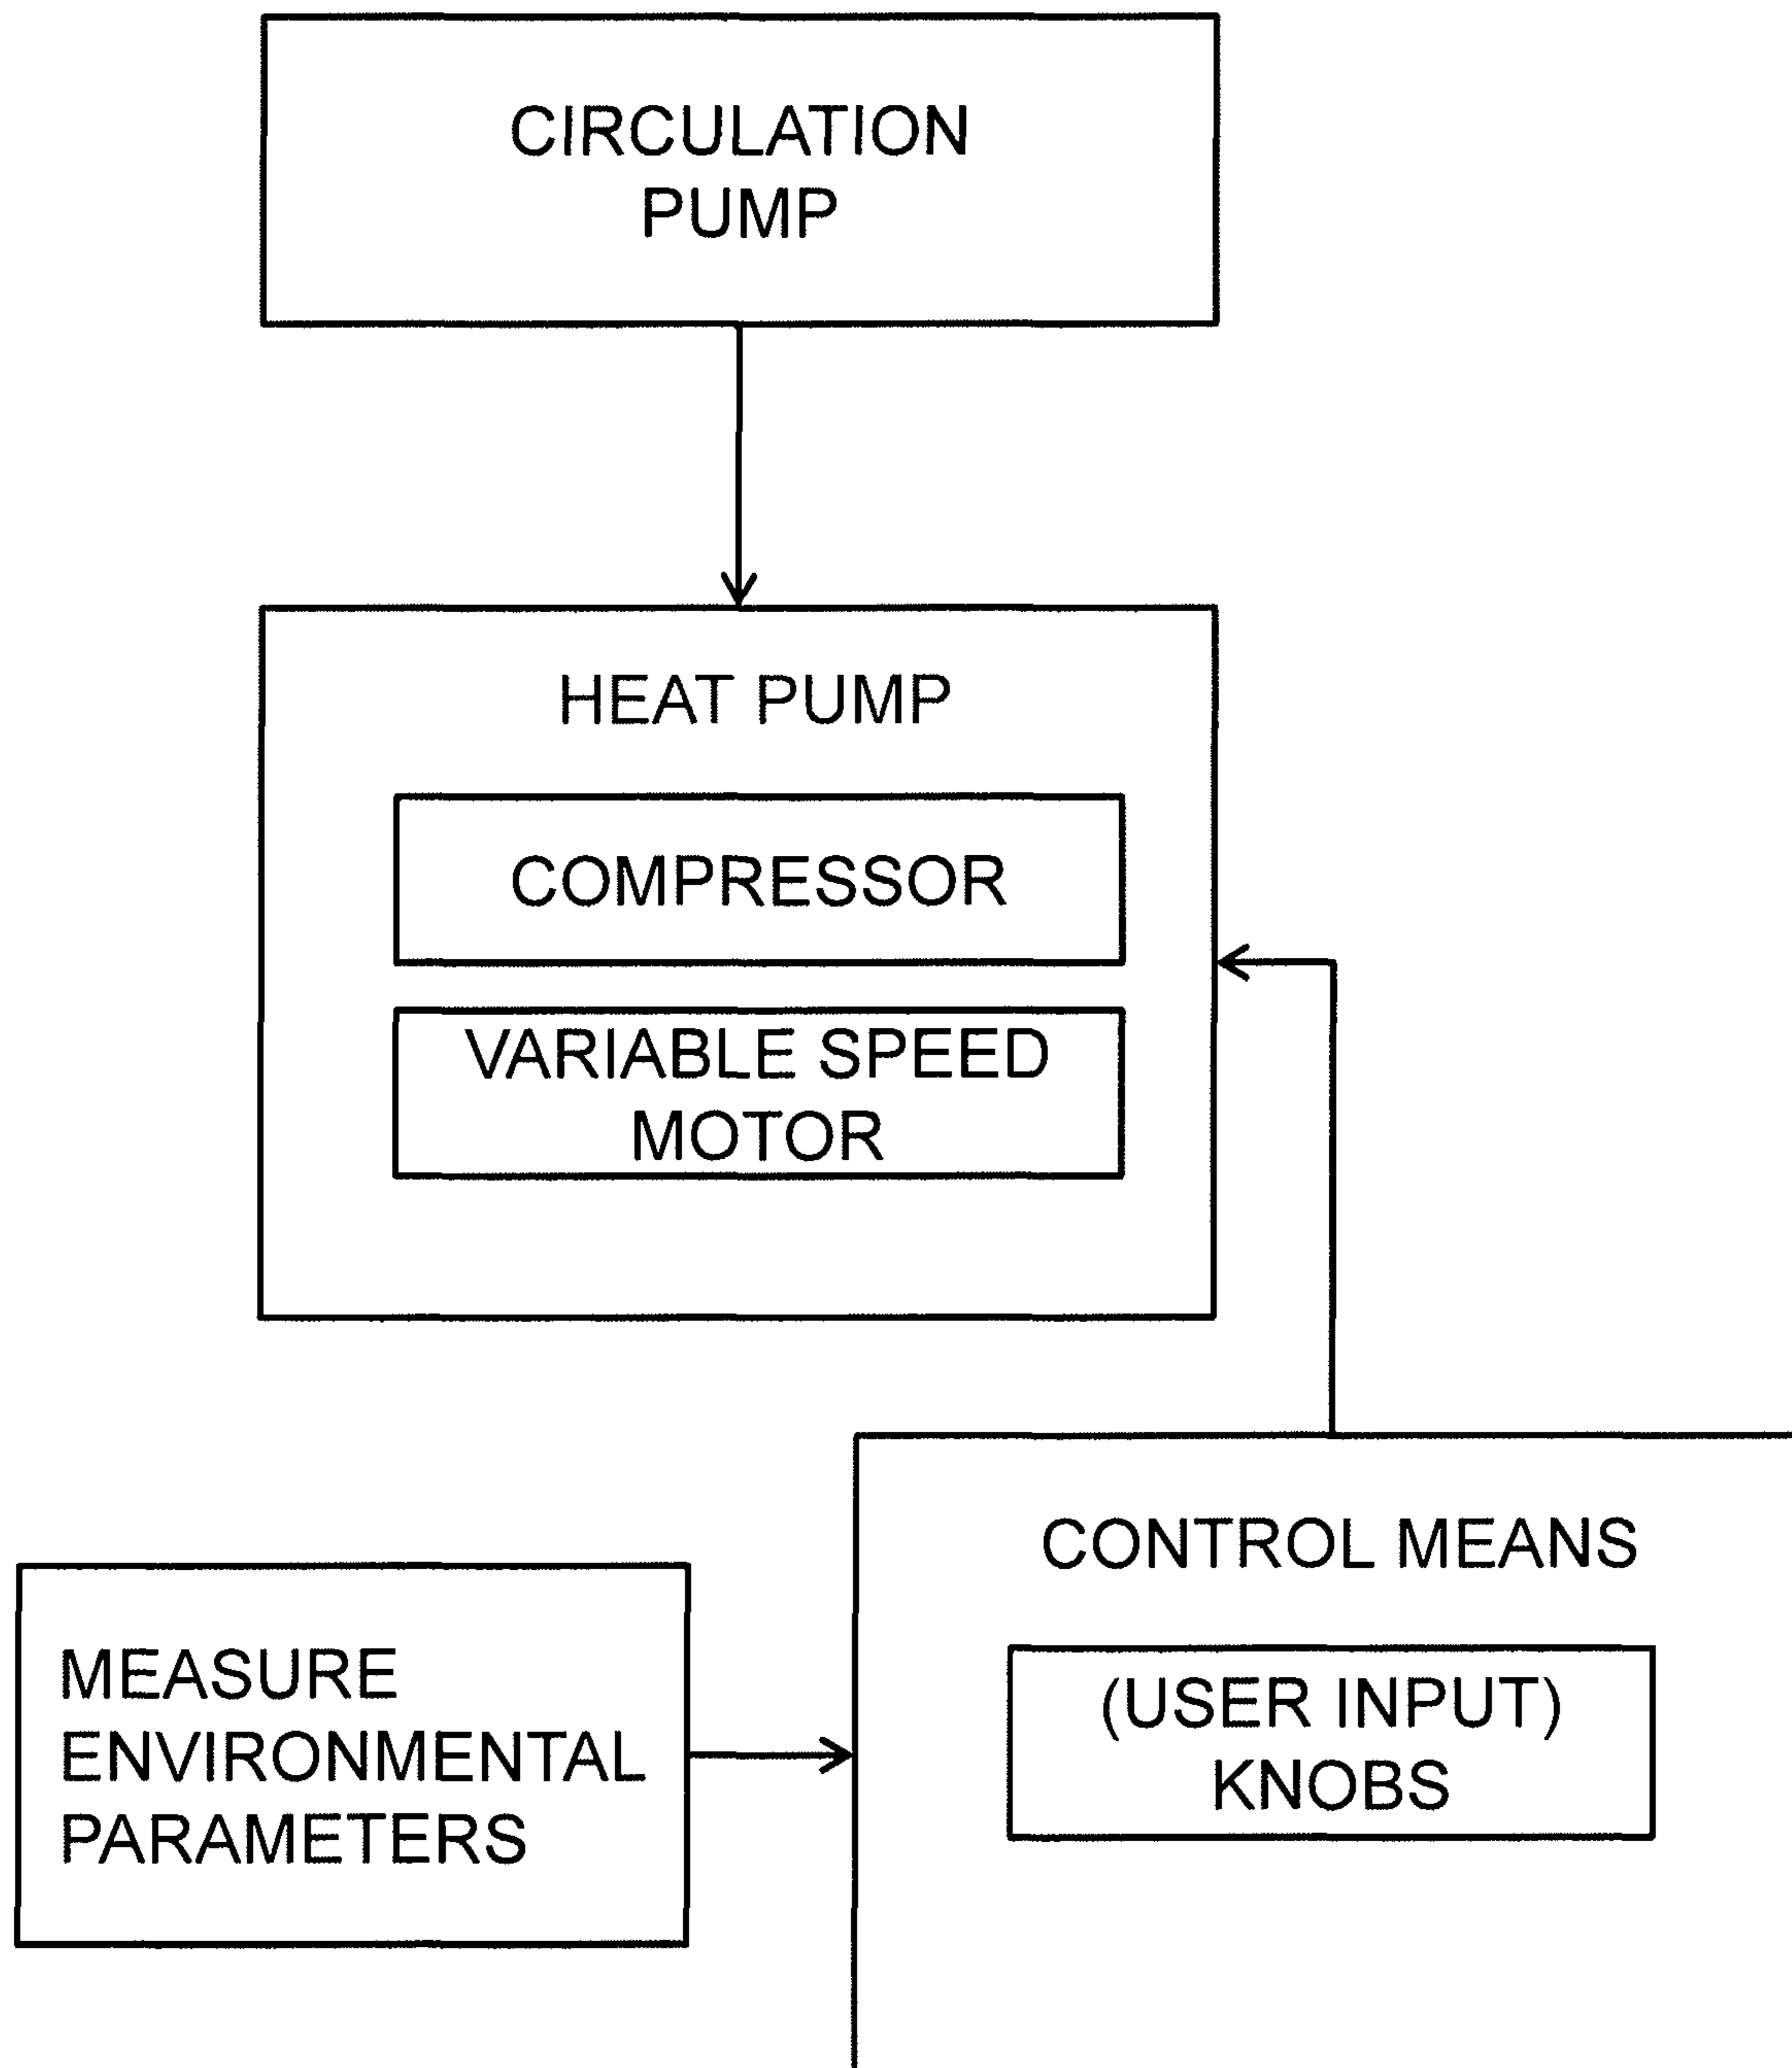 CIRCULATION
PUMP
HEAT PUMP
COMPRESSOR
VARIABLE SPEED
MOTOR
CONTROL MEANS
(USER INPUT)
KNOBS
MEASURE
ENVIRONMENTAL
PARAMETERS